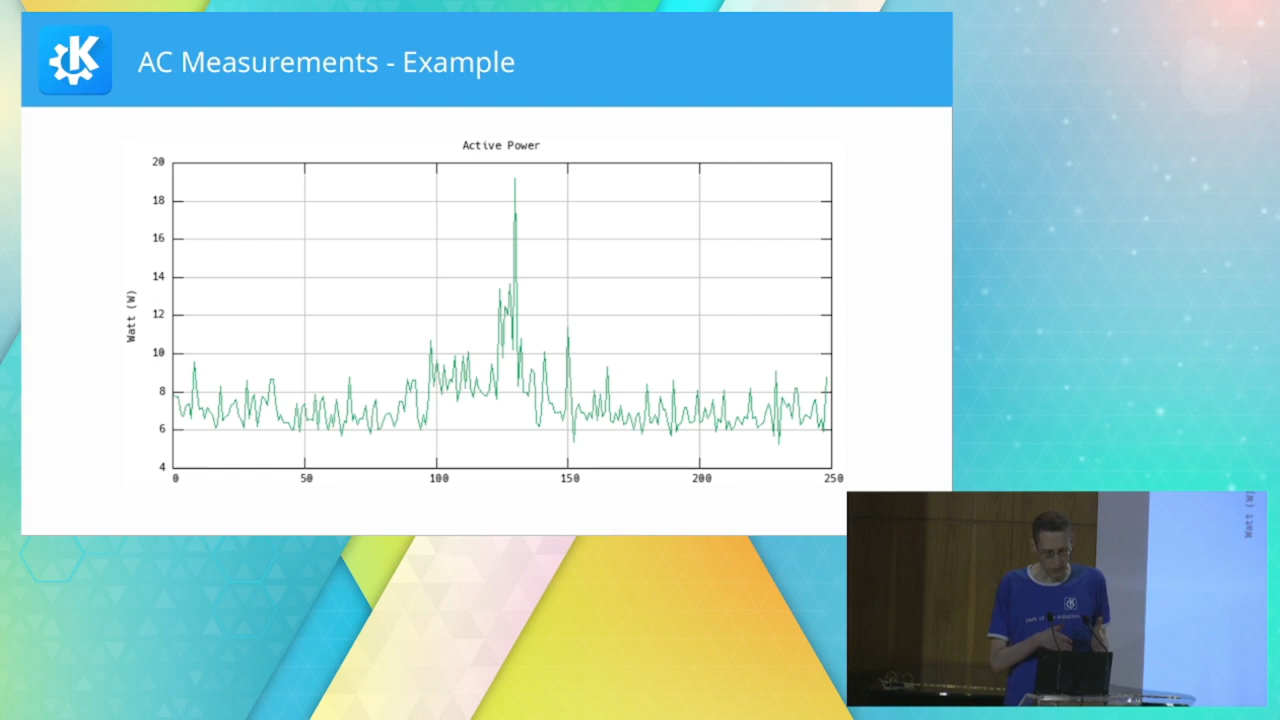 K
AC Measurements - Example
Active Power
20
18
16
14
12
10
8
6
4
Watt (W)
0
50
100
150
200
250
Watt (W)
K